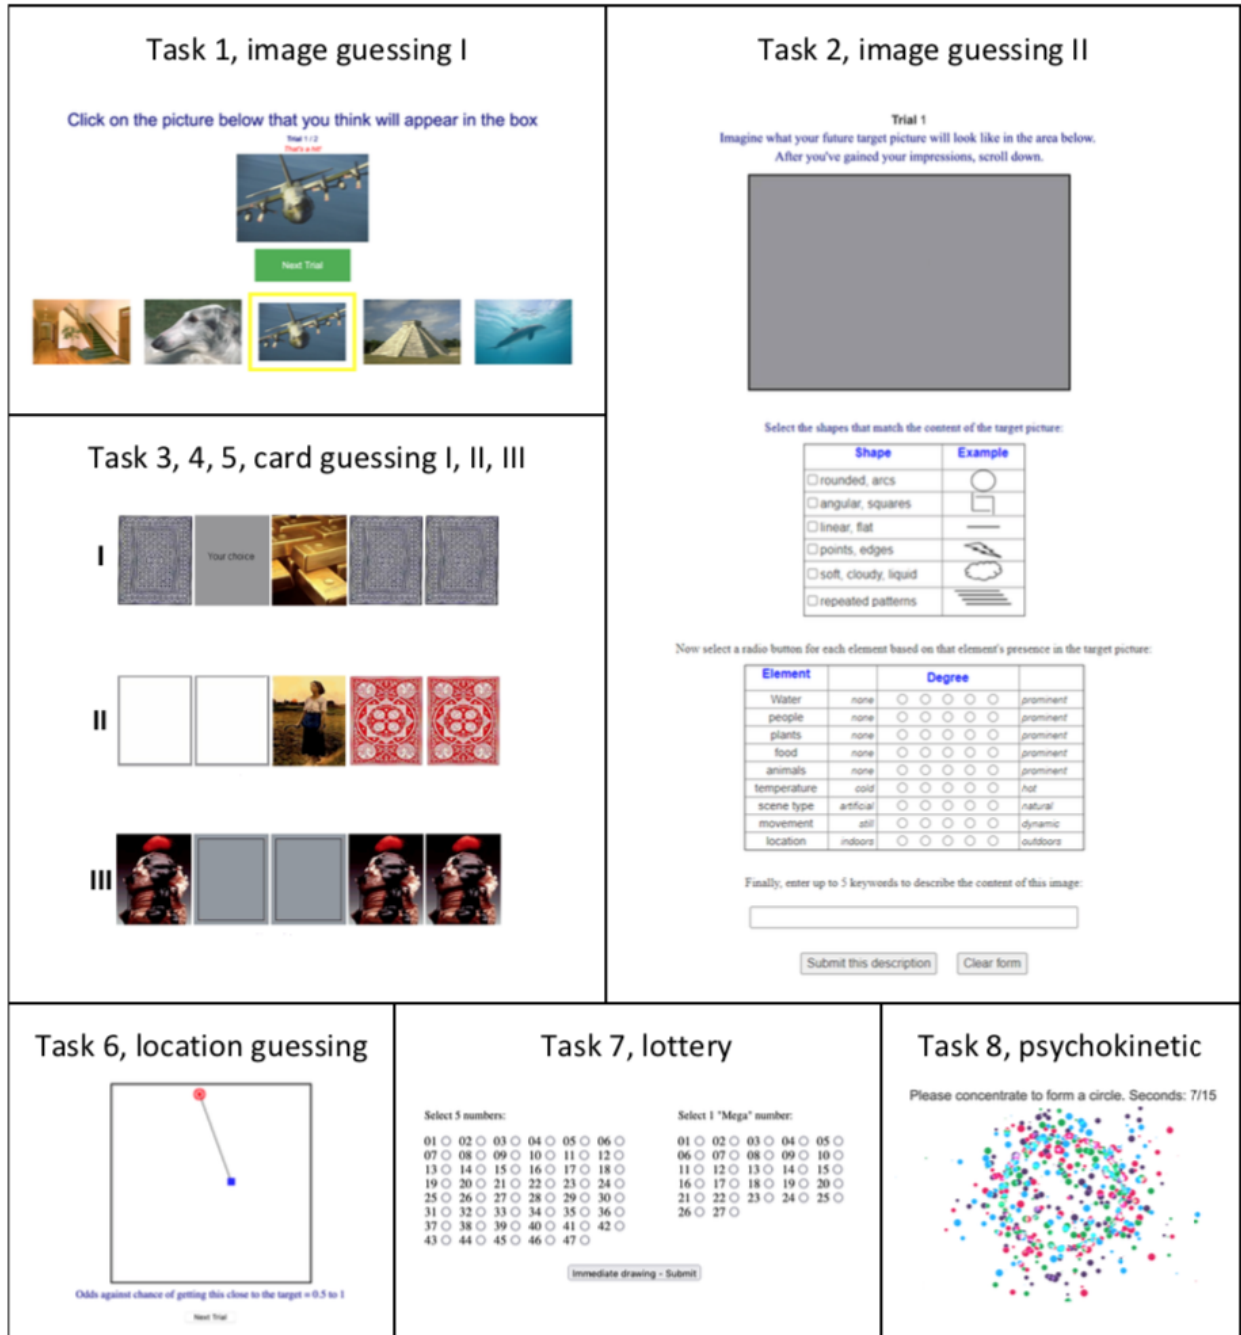 Task 1, image guessing I
Click on the picture below that you think will appear in the box
Trial 1 / 2
That's a hit!
Next Trial
Task 2, image guessing II
Trial 1
Imagine what your future target picture will look like in the area below.
After you've gained your impressions, scroll down.
Select the shapes that match the content of the target picture:
Shape Example
rounded, arcs
angular, squares
linear, flat
points, edges
soft, cloudy, liquid
repeated patterns
Now select a radio button for each element based on that element's presence in the target picture:
Element Degree
Water none prominent
people none prominent
plants none prominent
food none prominent
animals none prominent
temperature cold hot
scene type artificial natural
movement still dynamic
location indoors outdoors
Finally, enter up to 5 keywords to describe the content of this image:
Submit this description Clear form
Task 3, 4, 5, card guessing I, II, III
I
Your choice
II
III
Task 6, location guessing
Odds against chance of getting this close to the target = 0.5 to 1
Next Trial
Task 7, lottery
Select 5 numbers:
01 02 03 04 05 06
07 08 09 10 11 12
13 14 15 16 17 18
19 20 21 22 23 24
25 26 27 28 29 30
31 32 33 34 35 36
37 38 39 40 41 42
43 44 45 46 47
Select 1 "Mega" number:
01 02 03 04 05
06 07 08 09 10
11 12 13 14 15
16 17 18 19 20
21 22 23 24 25
26 27
Immediate drawing - Submit
Task 8, psychokinetic
Please concentrate to form a circle. Seconds: 7/15